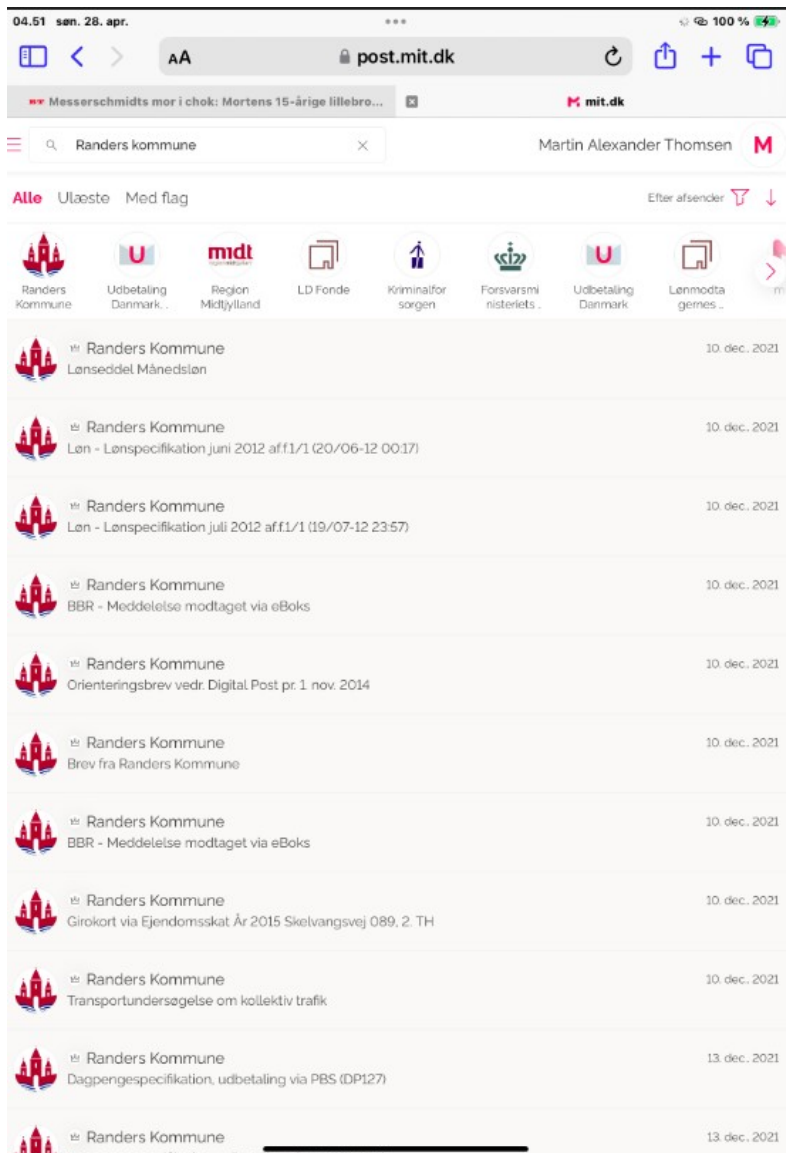 04.51 søn. 28. apr.
100 %
AA
post.mit.dk
BT Messerschmidts mor i chok: Mortens 15-årige lillebro...
mit.dk
Randers kommune
Martin Alexander Thomsen
M
Alle Ulæste Med flag
Efter afsender
U
midt
U
Randers Kommune
Udbetaling Danmark...
Region Midtjylland
LD Fonde
Kriminalfor sorgen
Forsvarsmi nisteriets ..
Udbetaling Danmark
Lønmodta gernes ...
Randers Kommune
10. dec.. 2021
Lønseddel Månedsløn
Randers Kommune
10. dec.. 2021
Løn - Lønspecifikation juni 2012 af.f.1/1 (20/06-12 00:17)
Randers Kommune
10. dec.. 2021
Løn - Lønspecifikation juli 2012 af.f.1/1 (19/07-12 23:57)
Randers Kommune
10. dec.. 2021
BBR - Meddelelse modtaget via eBoks
Randers Kommune
10. dec.. 2021
Orienteringsbrev vedr. Digital Post pr. 1. nov. 2014
Randers Kommune
10. dec.. 2021
Brev fra Randers Kommune
Randers Kommune
10. dec.. 2021
BBR - Meddelelse modtaget via eBoks
Randers Kommune
10. dec.. 2021
Girokort via Ejendomsskat År 2015 Skelvangsvej 089, 2. TH
Randers Kommune
10. dec.. 2021
Transportundersøgelse om kollektiv trafik
Randers Kommune
13. dec.. 2021
Dagpengespecifikation, udbetaling via PBS (DP127)
Randers Kommune
13. dec.. 2021